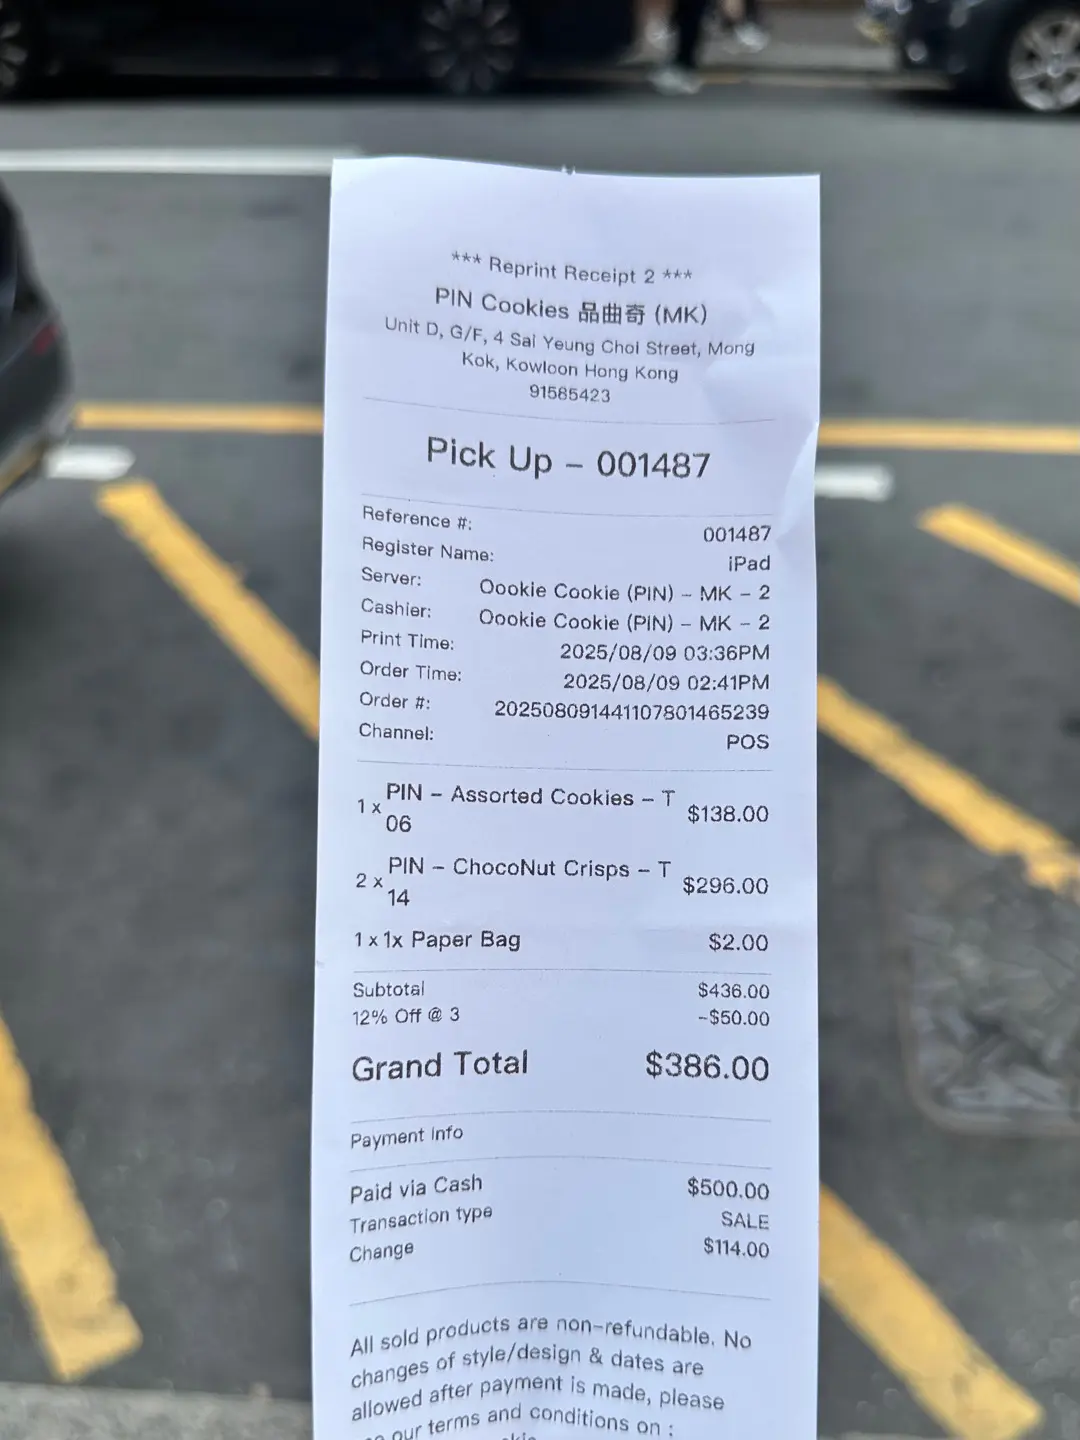 *** Reprint Receipt 2 ***
PIN Cookies 品曲奇 (MK)
Unit D, G/F, 4 Sai Yeung Choi Street, Mong
Kok, Kowloon Hong Kong
91585423
Pick Up - 001487
Reference #: 001487
Register Name: iPad
Server: Oookie Cookie (PIN) - MK - 2
Cashier: Oookie Cookie (PIN) - MK - 2
Print Time: 2025/08/09 03:36PM
Order Time: 2025/08/09 02:41PM
Order #: 202508091441107801465239
Channel: POS
1 x PIN - Assorted Cookies - T $138.00
06
2 x PIN - ChocoNut Crisps - T $296.00
14
1 x 1x Paper Bag $2.00
Subtotal $436.00
12% Off @ 3 -$50.00
Grand Total $386.00
Payment Info
Paid via Cash $500.00
Transaction type SALE
Change $114.00
All sold products are non-refundable. No
changes of style/design & dates are
allowed after payment is made, please
our terms and conditions on :